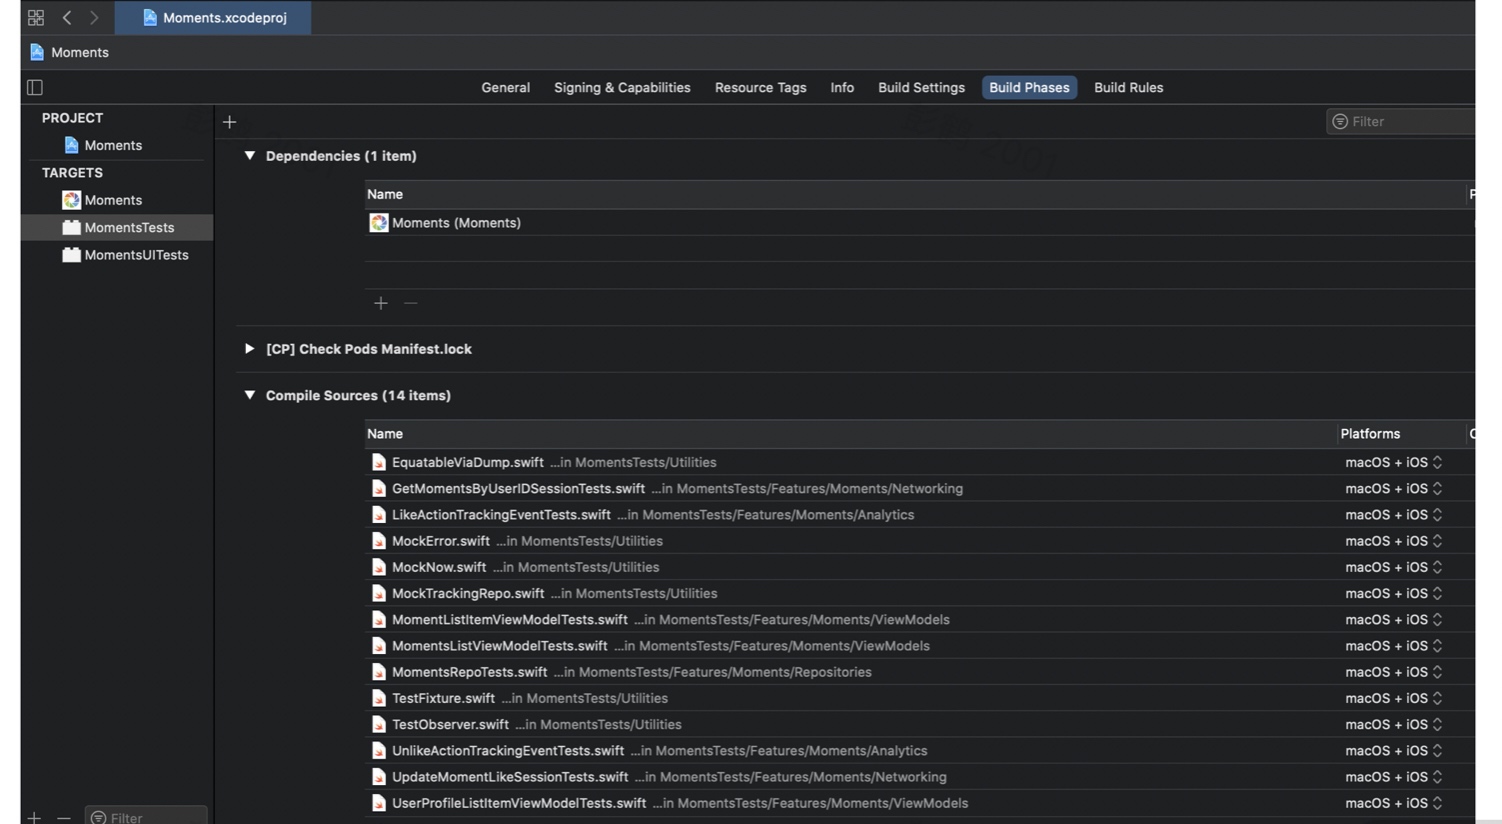 Moments.xcodeproj
Moments
General Signing & Capabilities Resource Tags Info Build Settings Build Phases Build Rules
PROJECT
Moments
TARGETS
Moments
MomentsTests
MomentsUITests
Filter
Filter
Dependencies (1 item)
Name
Moments (Moments)
[CP] Check Pods Manifest.lock
Compile Sources (14 items)
Name Platforms
EquatableViaDump.swift ...in MomentsTests/Utilities macOS + iOS
GetMomentsByUserIDSessionTests.swift ...in MomentsTests/Features/Moments/Networking macOS + iOS
LikeActionTrackingEventTests.swift ...in MomentsTests/Features/Moments/Analytics macOS + iOS
MockError.swift ...in MomentsTests/Utilities macOS + iOS
MockNow.swift ...in MomentsTests/Utilities macOS + iOS
MockTrackingRepo.swift ...in MomentsTests/Utilities macOS + iOS
MomentListItemViewModelTests.swift ...in MomentsTests/Features/Moments/ViewModels macOS + iOS
MomentsListViewModelTests.swift ...in MomentsTests/Features/Moments/ViewModels macOS + iOS
MomentsRepoTests.swift ...in MomentsTests/Features/Moments/Repositories macOS + iOS
TestFixture.swift ...in MomentsTests/Utilities macOS + iOS
TestObserver.swift ...in MomentsTests/Utilities macOS + iOS
UnlikeActionTrackingEventTests.swift ...in MomentsTests/Features/Moments/Analytics macOS + iOS
UpdateMomentLikeSessionTests.swift ...in MomentsTests/Features/Moments/Networking macOS + iOS
UserProfileListItemViewModelTests.swift ...in MomentsTests/Features/Moments/ViewModels macOS + iOS